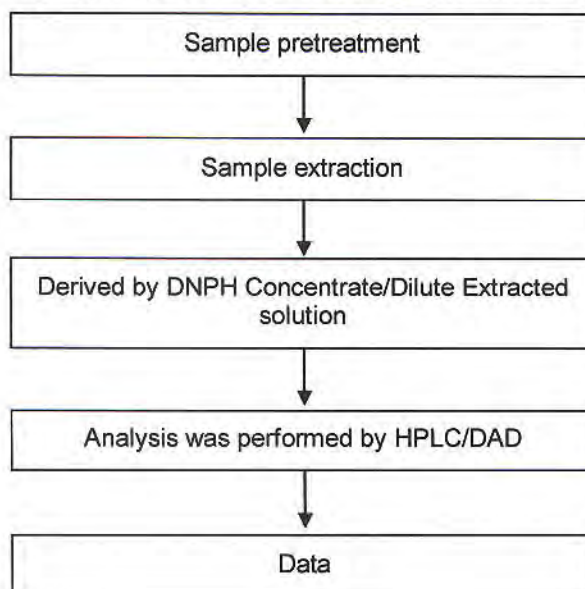 Sample pretreatment
Sample extraction
Derived by DNPH Concentrate/Dilute Extracted
solution
Analysis was performed by HPLC/DAD
Data